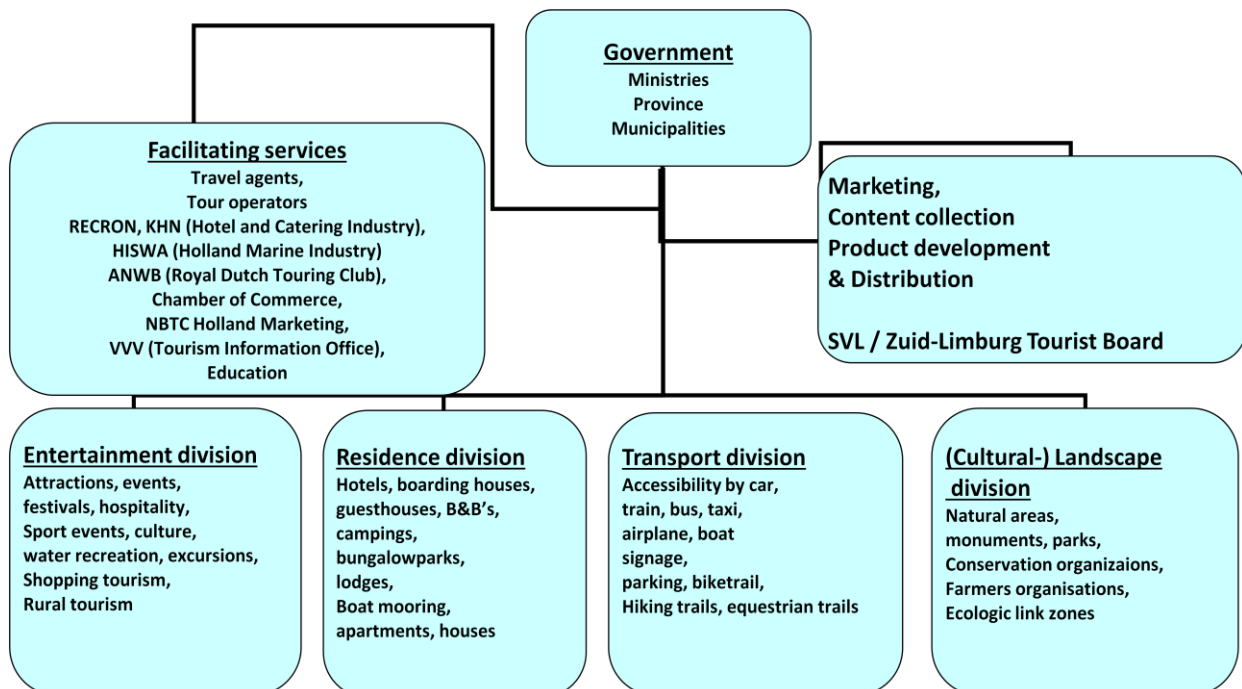 Government
Ministries
Province
Municipalities
Facilitating services
Travel agents,
Tour operators
RECRON, KHN (Hotel and Catering Industry),
HISWA (Holland Marine Industry)
ANWB (Royal Dutch Touring Club),
Chamber of Commerce,
NBTC Holland Marketing,
VVV (Tourism Information Office),
Education
Marketing,
Content collection
Product development
& Distribution
SVL / Zuid-Limburg Tourist Board
Entertainment division
Attractions, events,
festivals, hospitality,
Sport events, culture,
water recreation, excursions,
Shopping tourism,
Rural tourism
Residence division
Hotels, boarding houses,
guesthouses, B&B’s,
campings,
bungalowparks,
lodges,
Boat mooring,
apartments, houses
Transport division
Accessibility by car,
train, bus, taxi,
airplane, boat
signage,
parking, biketrail,
Hiking trails, equestrian trails
(Cultural-) Landscape
division
Natural areas,
monuments, parks,
Conservation organizaions,
Farmers organisations,
Ecologic link zones